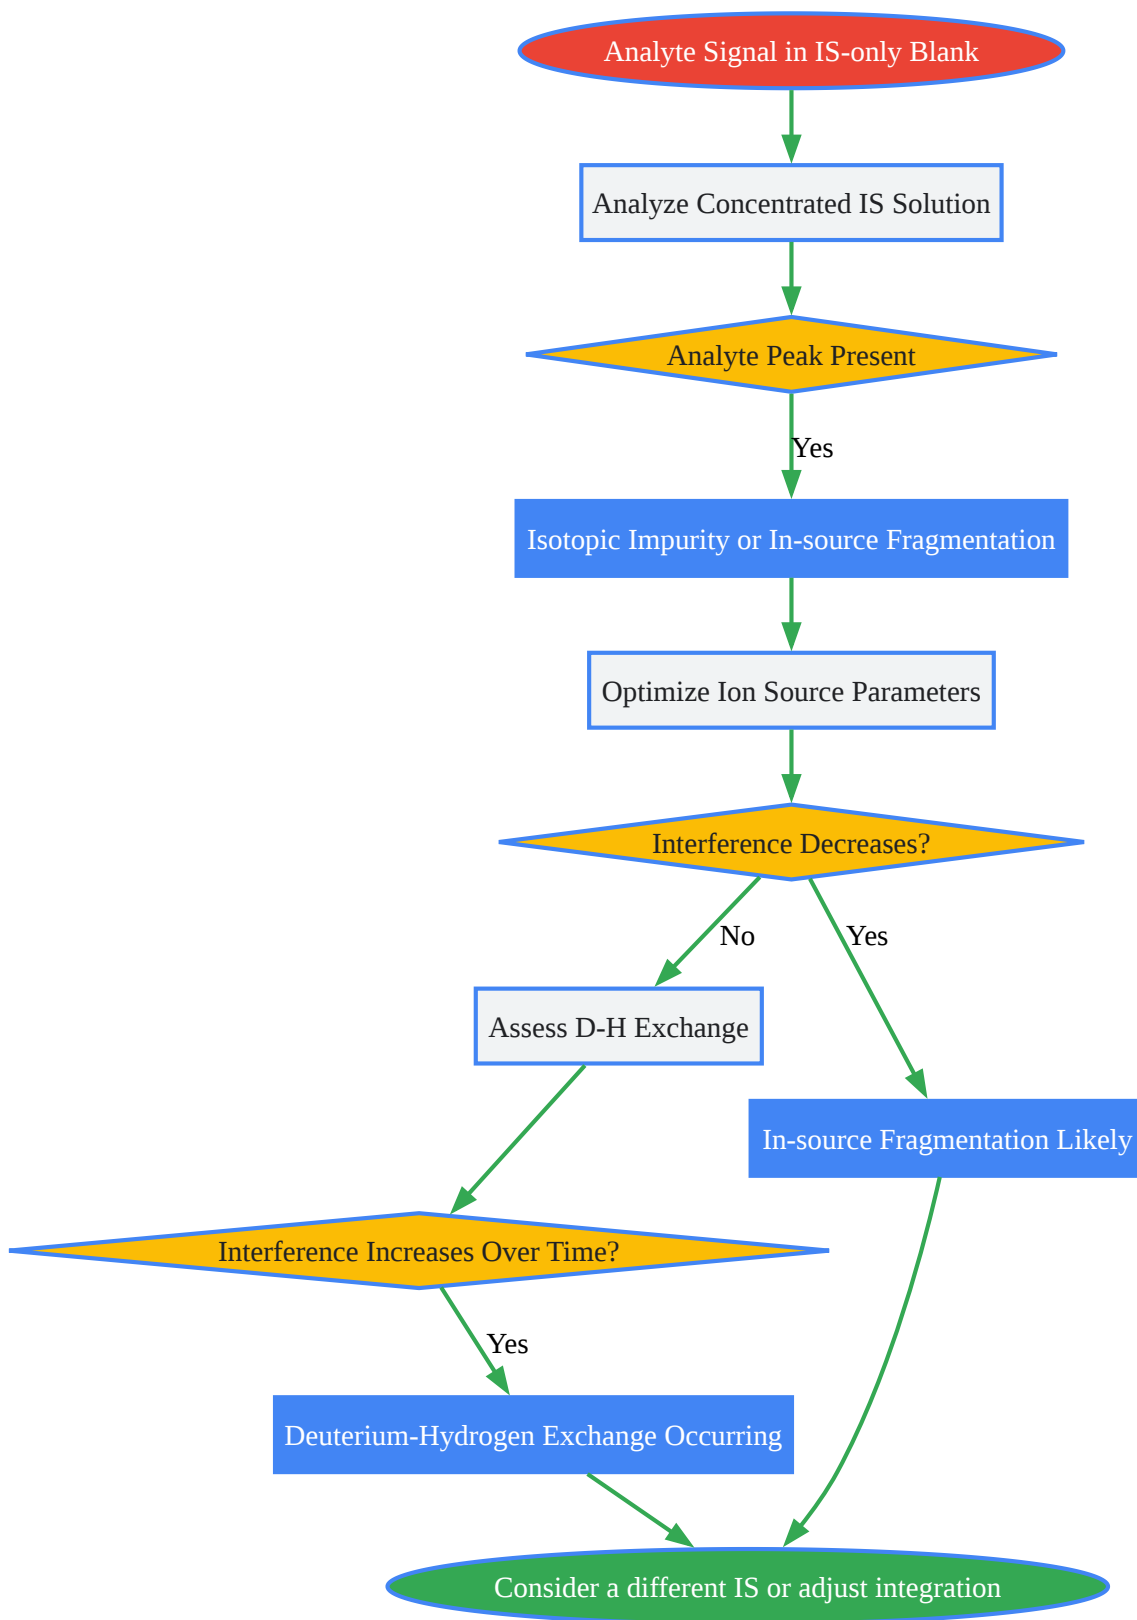 Analyte Signal in IS-only Blank
Analyze Concentrated IS Solution
Analyte Peak Present
Yes
Isotopic Impurity or In-source Fragmentation
Optimize Ion Source Parameters
Interference Decreases?
No
Yes
Assess D-H Exchange
In-source Fragmentation Likely
Interference Increases Over Time?
Yes
Deuterium-Hydrogen Exchange Occurring
Consider a different IS or adjust integration